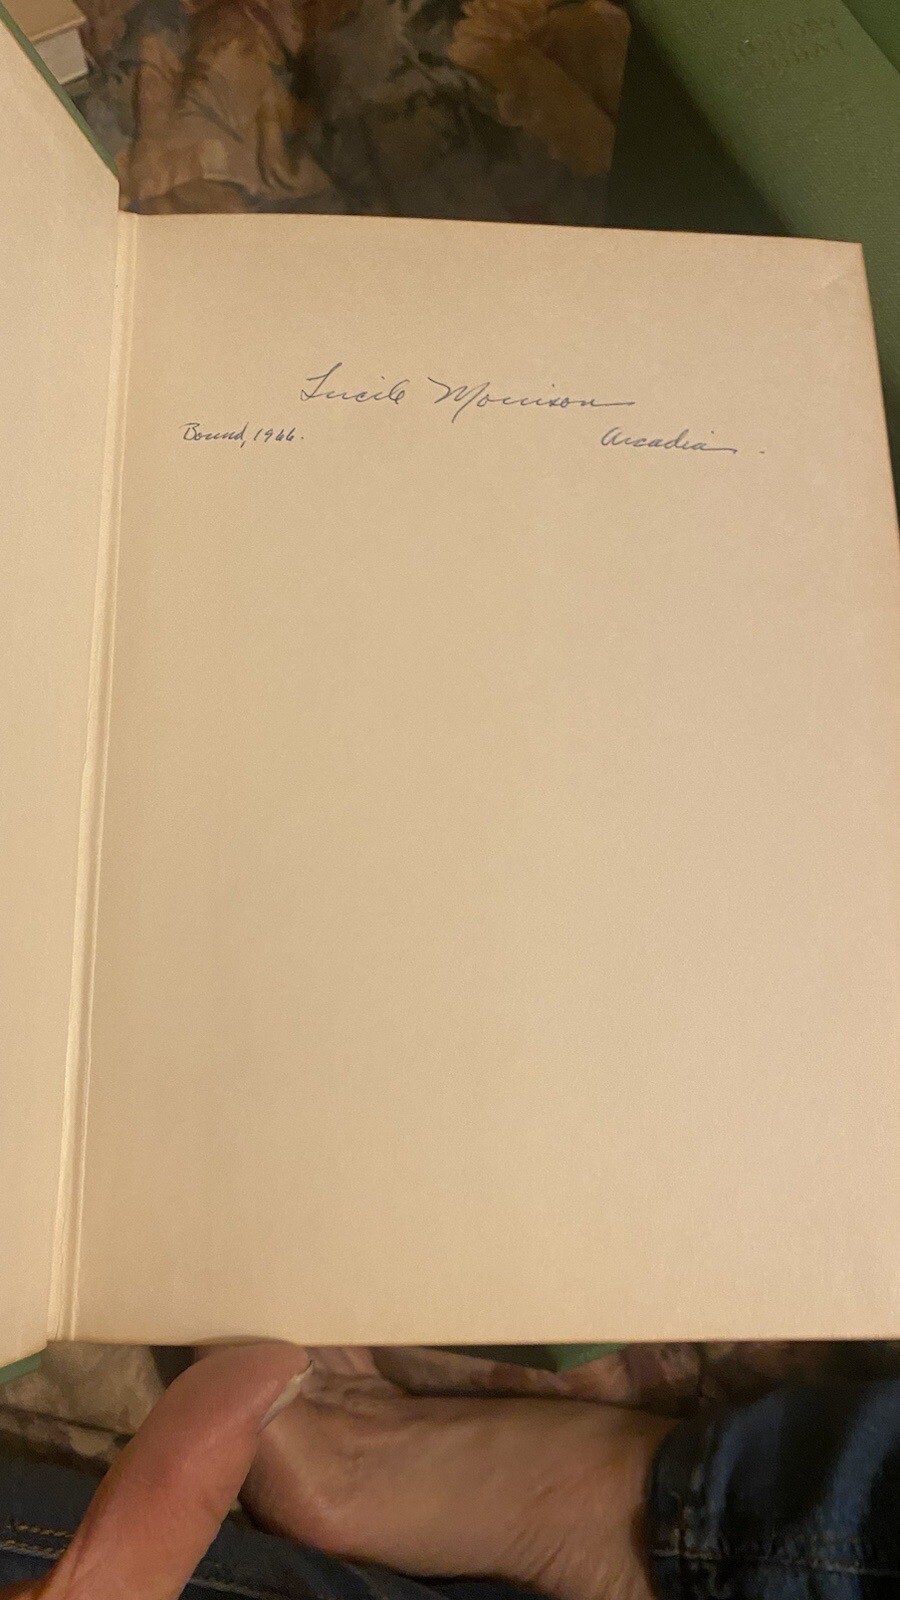 Lucile Morrison
Bound, 1966. Arcadia.